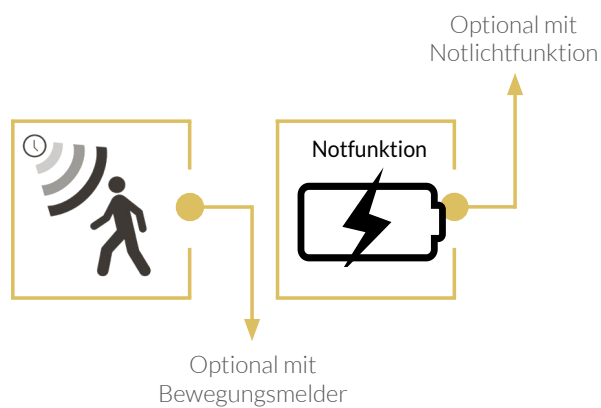 Optional mit
Notlichtfunktion
Notfunktion
Optional mit
Bewegungsmelder